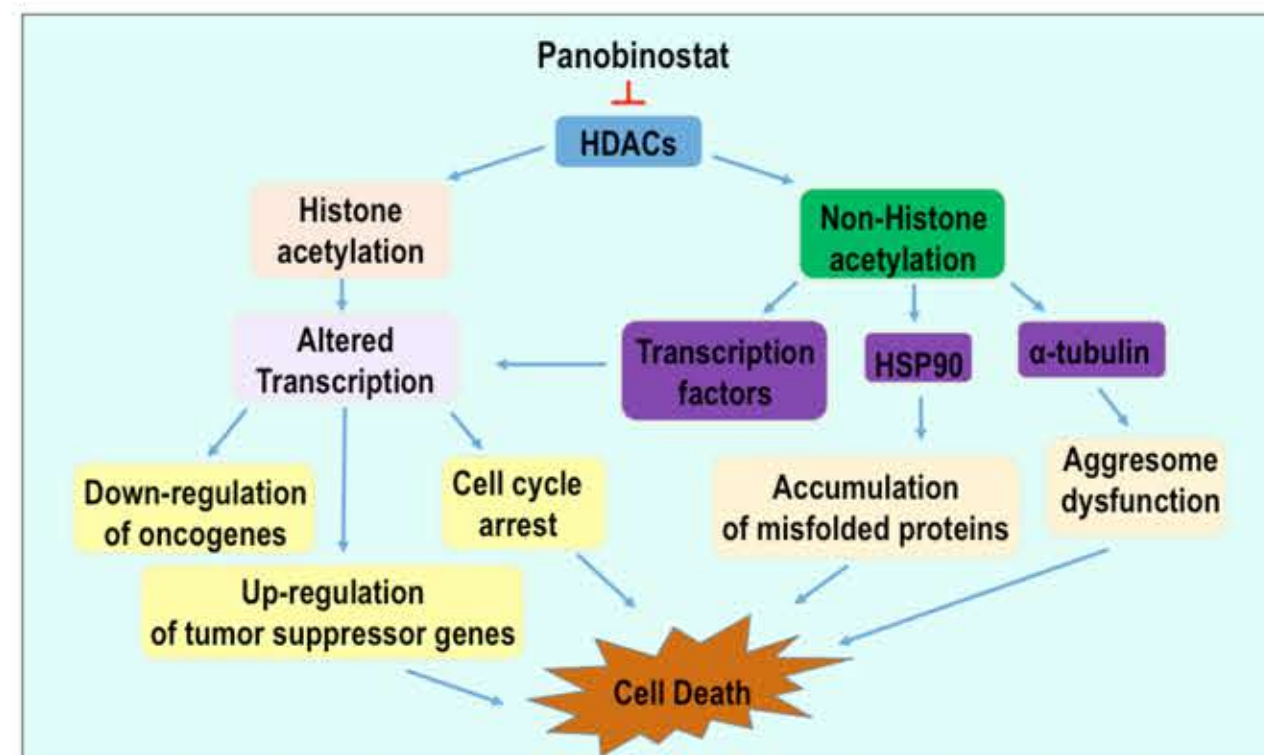 Panobinostat
HDACs
Histone
acetylation
Non-Histone
acetylation
Altered
Transcription
Transcription
factors
HSP90
α-tubulin
Down-regulation
of oncogenes
Cell cycle
arrest
Accumulation
of misfolded proteins
Aggresome
dysfunction
Up-regulation
of tumor suppressor genes
Cell Death